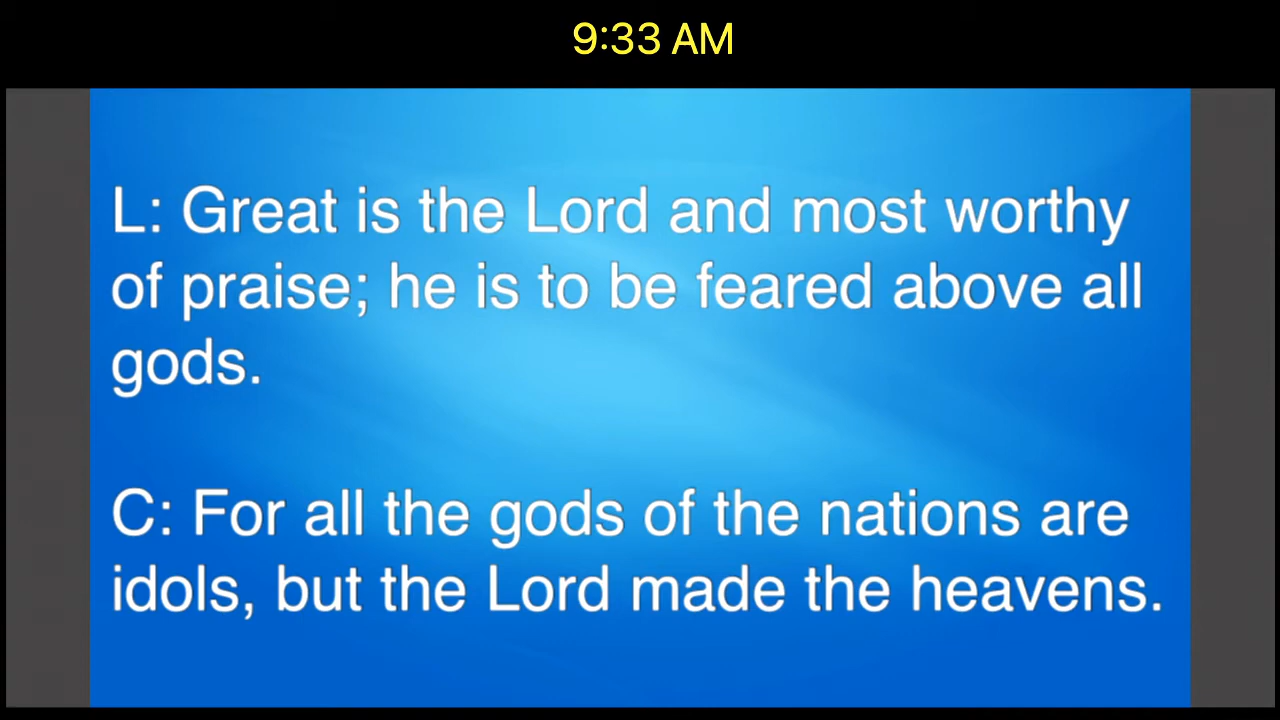 9:33 AM
L: Great is the Lord and most worthy
of praise; he is to be feared above all
gods.
C: For all the gods of the nations are
idols, but the Lord made the heavens.